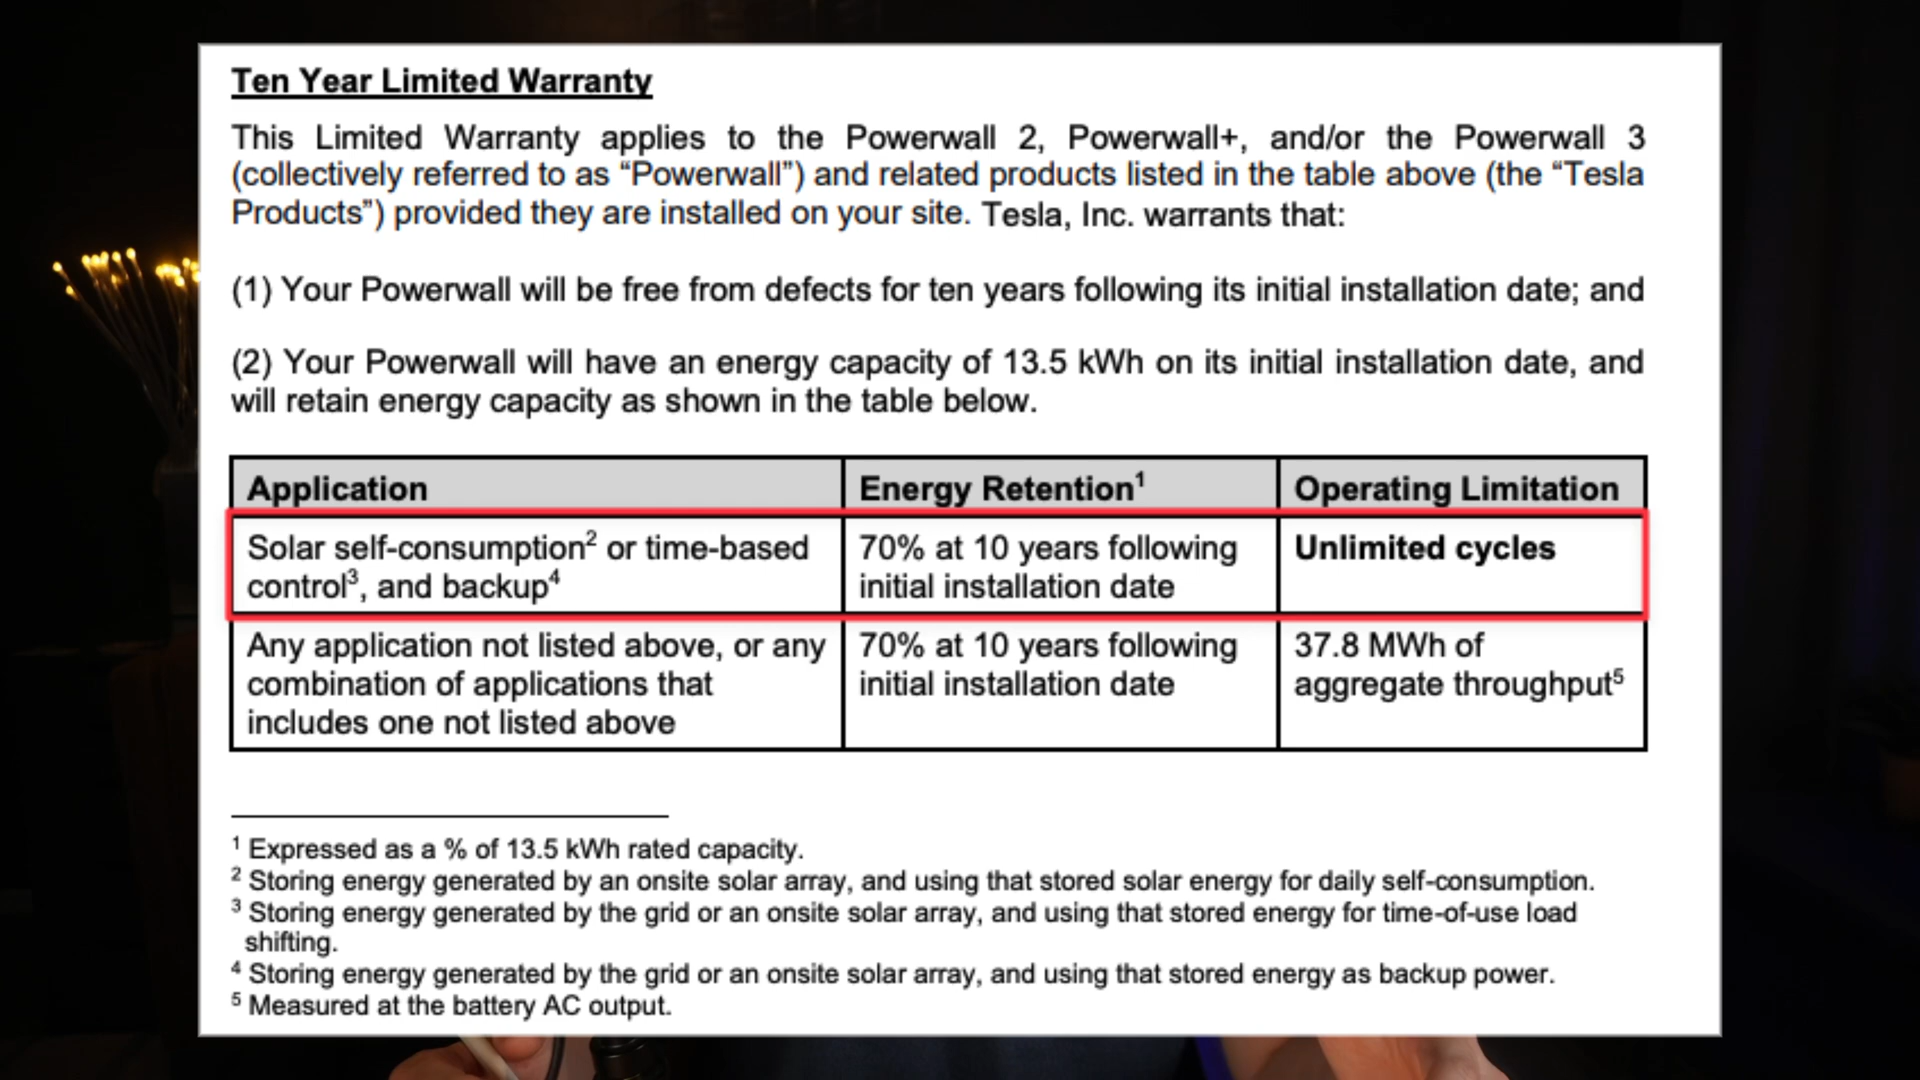 Ten Year Limited Warranty
This Limited Warranty applies to the Powerwall 2, Powerwall+, and/or the Powerwall 3
(collectively referred to as “Powerwall”) and related products listed in the table above (the “Tesla
Products”) provided they are installed on your site. Tesla, Inc. warrants that:
(1) Your Powerwall will be free from defects for ten years following its initial installation date; and
(2) Your Powerwall will have an energy capacity of 13.5 kWh on its initial installation date, and
will retain energy capacity as shown in the table below.
Application Energy Retention¹ Operating Limitation
Solar self-consumption² or time-based 70% at 10 years following Unlimited cycles
control³, and backup⁴ initial installation date
Any application not listed above, or any 70% at 10 years following 37.8 MWh of
combination of applications that initial installation date aggregate throughput⁵
includes one not listed above
¹ Expressed as a % of 13.5 kWh rated capacity.
² Storing energy generated by an onsite solar array, and using that stored solar energy for daily self-consumption.
³ Storing energy generated by the grid or an onsite solar array, and using that stored energy for time-of-use load
shifting.
⁴ Storing energy generated by the grid or an onsite solar array, and using that stored energy as backup power.
⁵ Measured at the battery AC output.